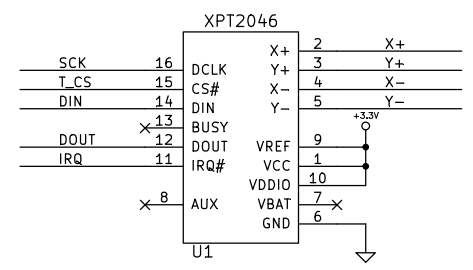 XPT2046
2 X+
X+
SCK 16 DCLK Y+ 3 Y+
T_CS 15 CS# X- 4 X-
DIN 14 DIN Y- 5 Y-
13 BUSY +3.3V
DOUT 12 DOUT VREF 9
IRQ 11 IRQ# VCC 1
VDDIO 10
8 AUX VBAT 7
GND 6
U1